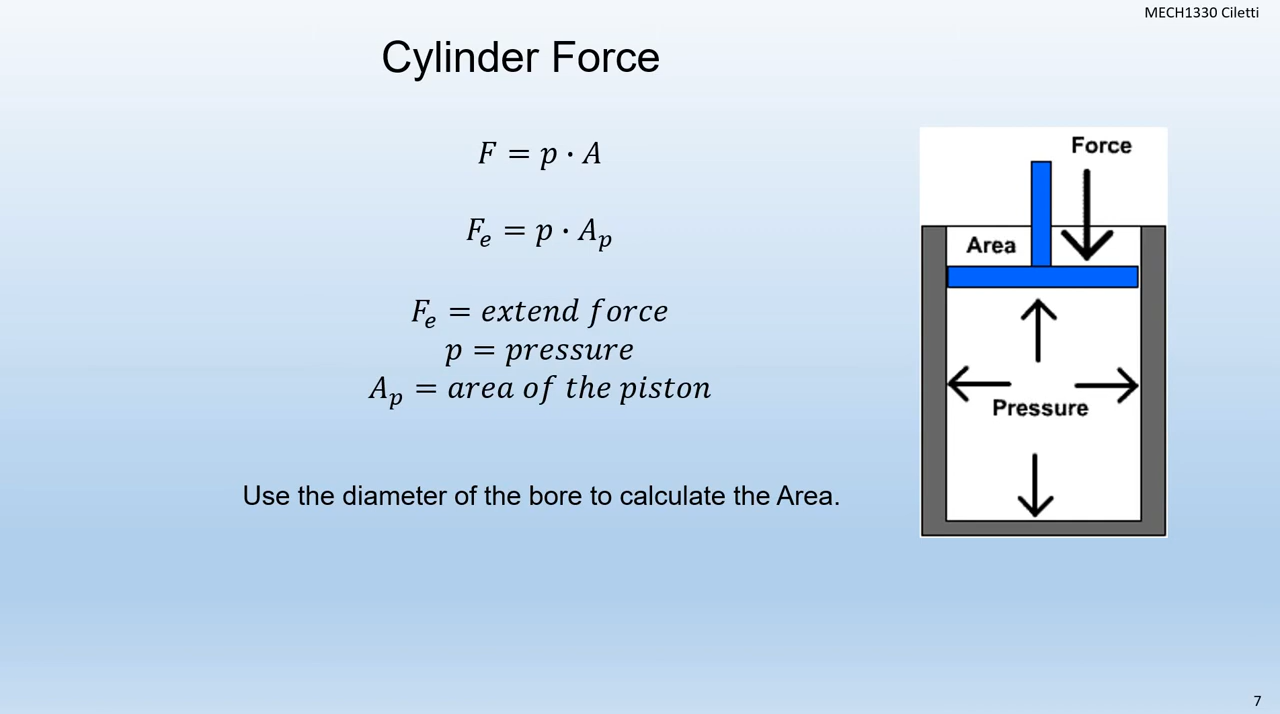 MECH1330 Ciletti
Cylinder Force
F = p · A
Fₑ = p · Aₚ
Fₑ = extend force
p = pressure
Aₚ = area of the piston
Use the diameter of the bore to calculate the Area.
Force
Area
Pressure
7